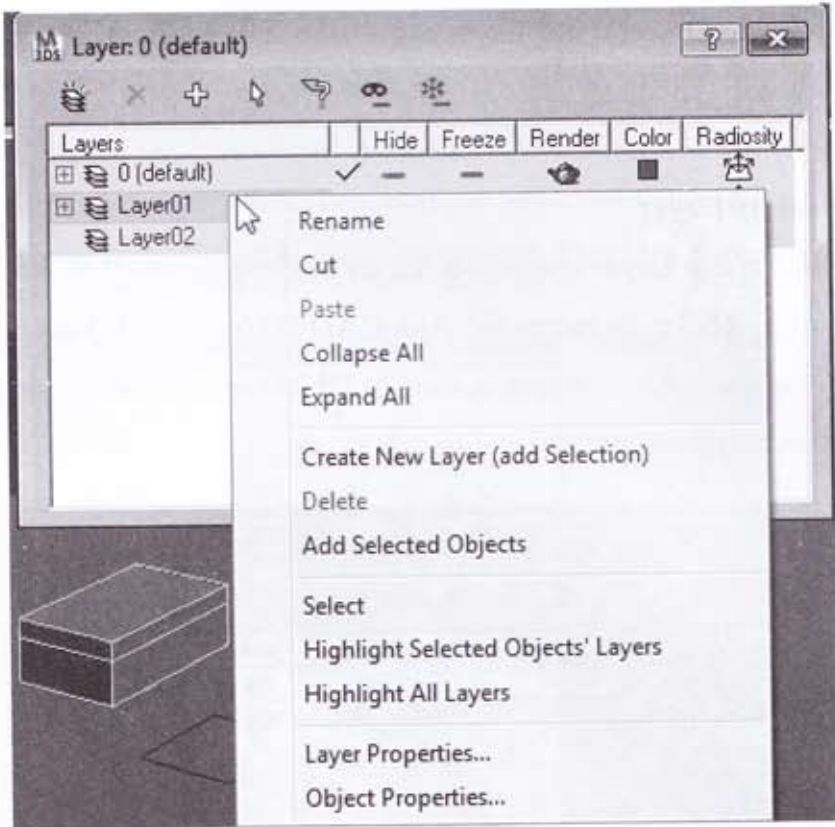 M
3DS
Layer: 0 (default)
Layers Hide Freeze Render Color Radiosity
0 (default)
Layer01
Layer02
Rename
Cut
Paste
Collapse All
Expand All
Create New Layer (add Selection)
Delete
Add Selected Objects
Select
Highlight Selected Objects' Layers
Highlight All Layers
Layer Properties...
Object Properties...